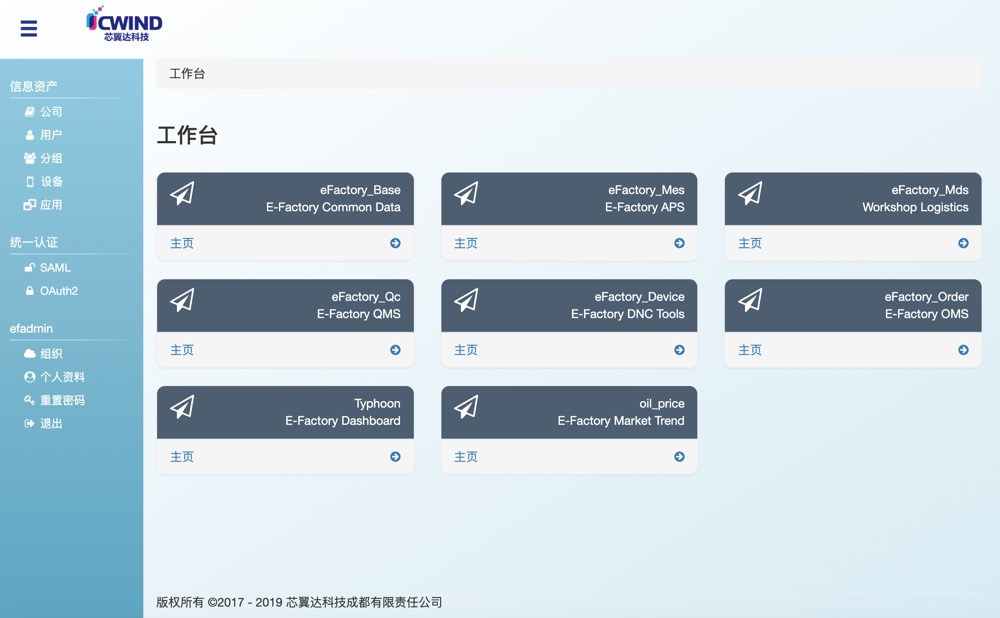 ICWIND
芯翼达科技
信息资产
公司
用户
分组
设备
应用
统一认证
SAML
OAuth2
efadmin
组织
个人资料
重置密码
退出
工作台
工作台
eFactory_Base
E-Factory Common Data
主页
eFactory_Mes
E-Factory APS
主页
eFactory_Mds
Workshop Logistics
主页
eFactory_Qc
E-Factory QMS
主页
eFactory_Device
E-Factory DNC Tools
主页
eFactory_Order
E-Factory OMS
主页
Typhoon
E-Factory Dashboard
主页
oil_price
E-Factory Market Trend
主页
版权所有 ©2017 - 2019 芯翼达科技成都有限责任公司